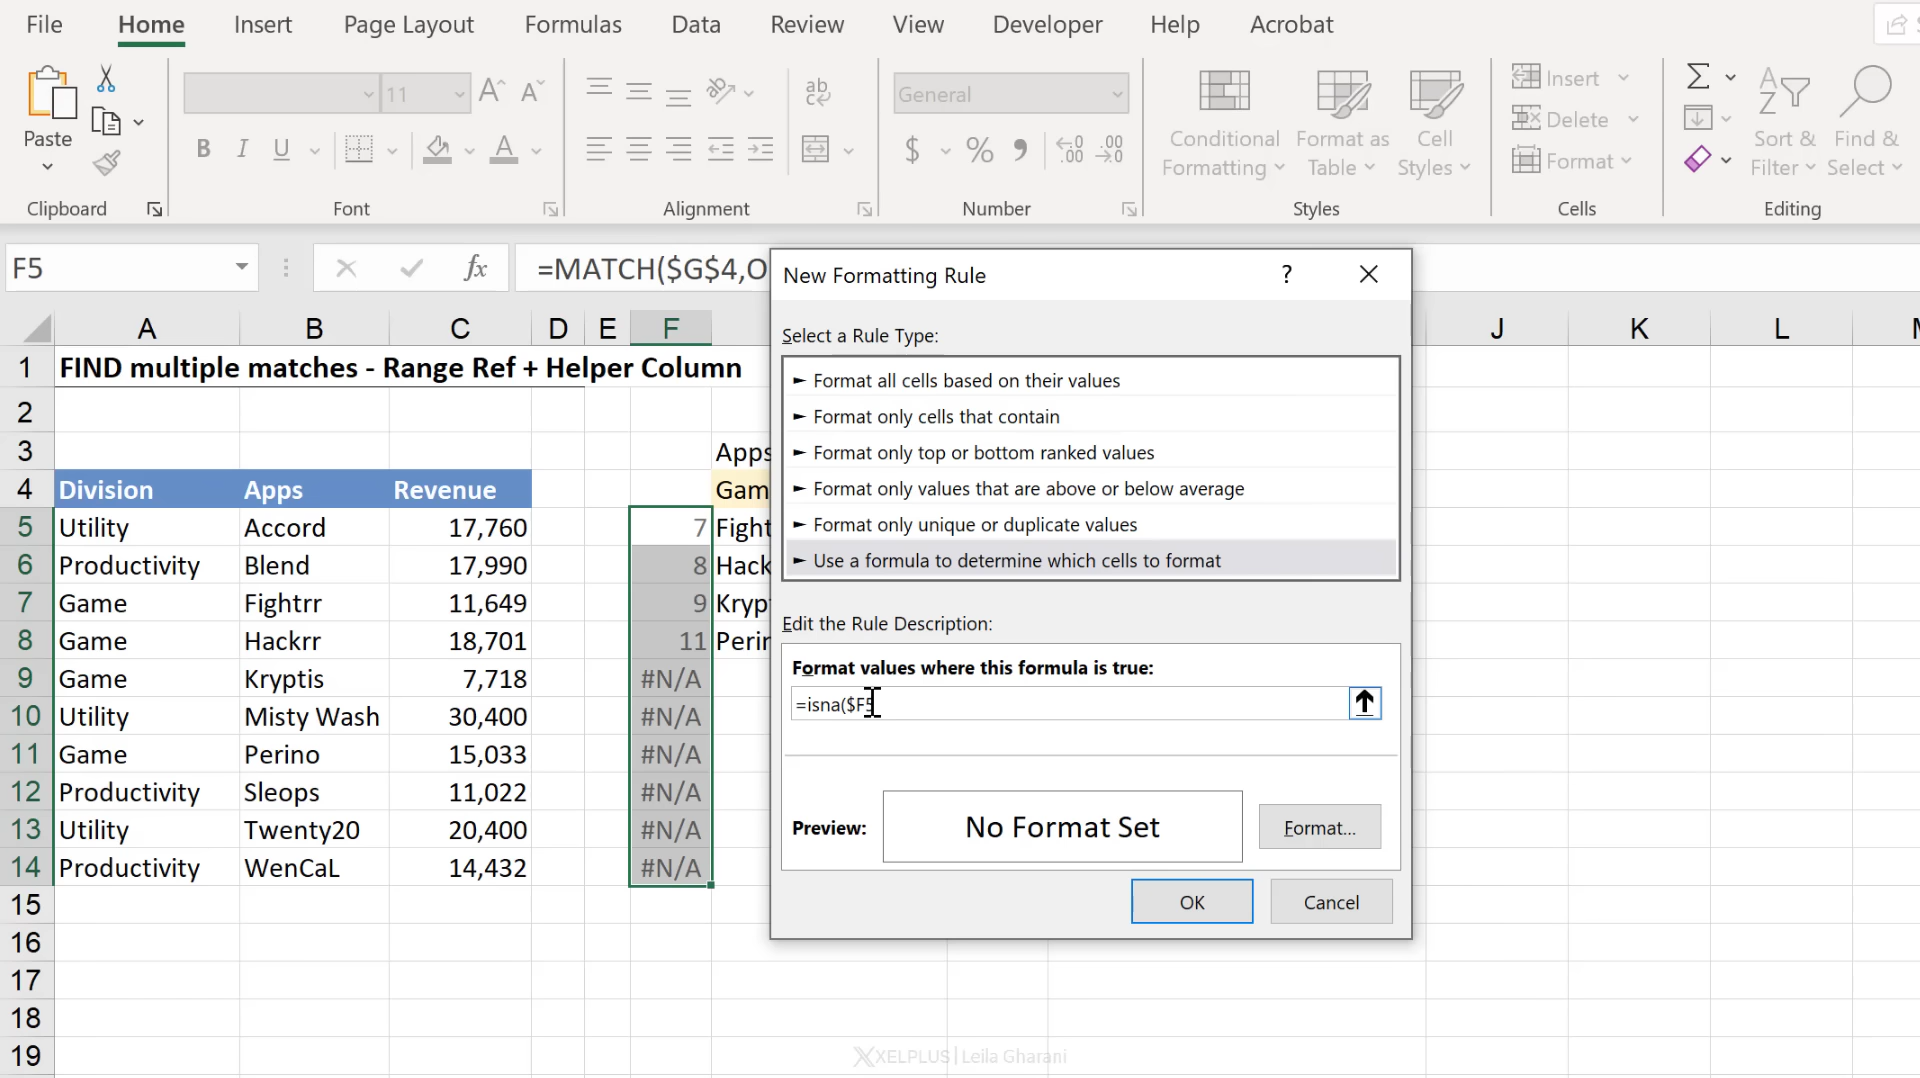 File Home Insert Page Layout Formulas Data Review View Developer Help Acrobat
Paste
11
General
Conditional Formatting
Format as Table
Cell Styles
Insert
Delete
Format
Sort & Filter
Find & Select
Clipboard Font Alignment Number Styles Cells Editing
F5 fx =MATCH($G$4,O
A B C D E F J K L
1 FIND multiple matches - Range Ref + Helper Column
2
3 Apps
4 Division Apps Revenue Gam
5 Utility Accord 17,760 7 Fight
6 Productivity Blend 17,990 8 Hack
7 Game Fightrr 11,649 9 Kryp
8 Game Hackrr 18,701 11 Perin
9 Game Kryptis 7,718 #N/A
10 Utility Misty Wash 30,400 #N/A
11 Game Perino 15,033 #N/A
12 Productivity Sleops 11,022 #N/A
13 Utility Twenty20 20,400 #N/A
14 Productivity WenCaL 14,432 #N/A
15
16
17
18
19
New Formatting Rule ?
Select a Rule Type:
► Format all cells based on their values
► Format only cells that contain
► Format only top or bottom ranked values
► Format only values that are above or below average
► Format only unique or duplicate values
► Use a formula to determine which cells to format
Edit the Rule Description:
Format values where this formula is true:
=isna($F5
Preview: No Format Set Format...
OK Cancel
XELPLUS | Leila Gharani